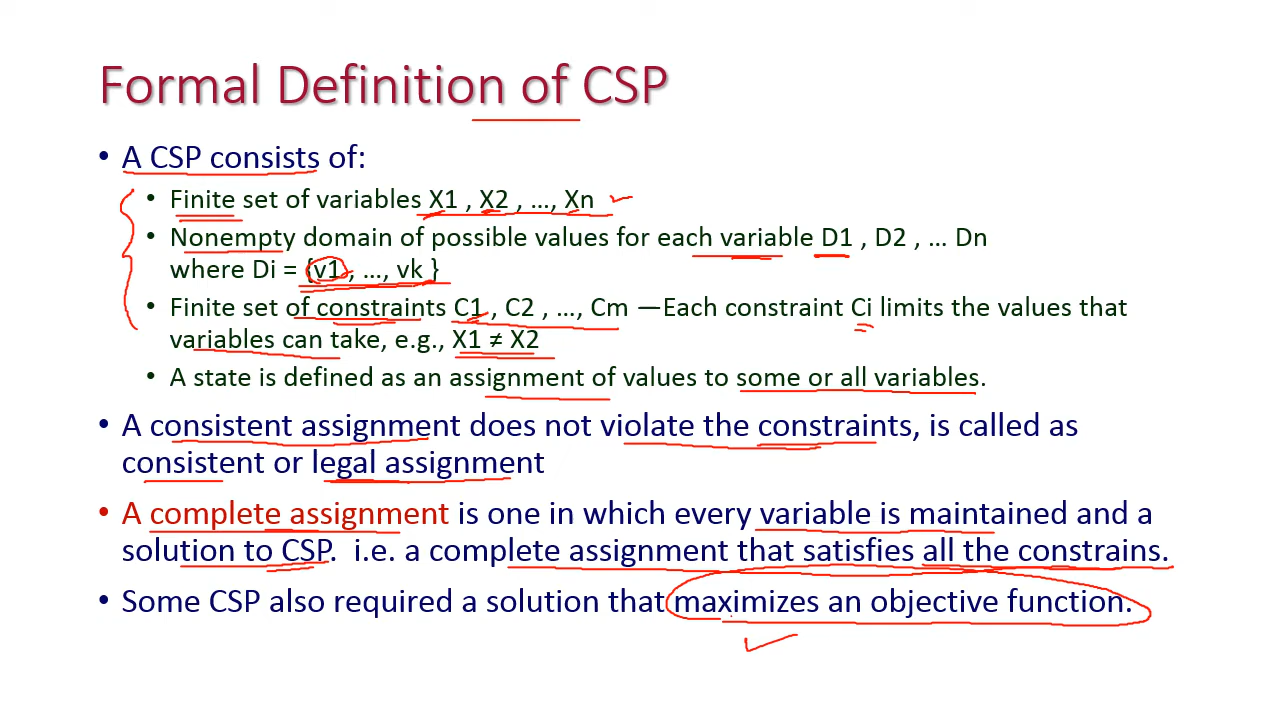 Formal Definition of CSP
• A CSP consists of:
• Finite set of variables X1 , X2 , …, Xn
• Nonempty domain of possible values for each variable D1 , D2 , … Dn
where Di = {v1 , …, vk }
• Finite set of constraints C1 , C2 , …, Cm —Each constraint Ci limits the values that
variables can take, e.g., X1 ≠ X2
• A state is defined as an assignment of values to some or all variables.
• A consistent assignment does not violate the constraints, is called as
consistent or legal assignment
• A complete assignment is one in which every variable is maintained and a
solution to CSP. i.e. a complete assignment that satisfies all the constrains.
• Some CSP also required a solution that maximizes an objective function.